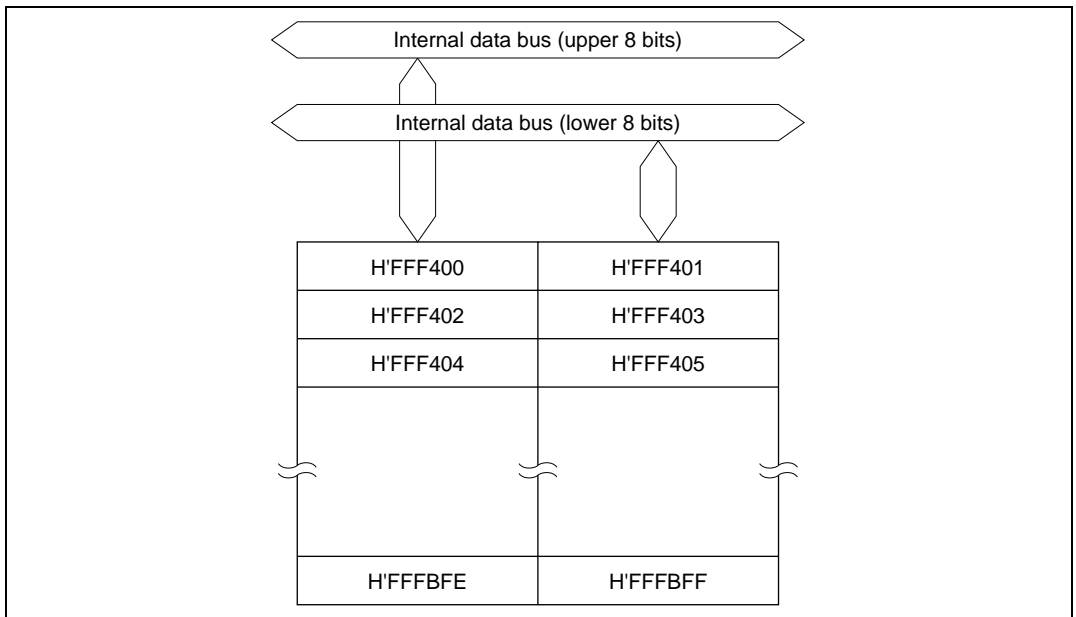 Internal data bus (upper 8 bits)
Internal data bus (lower 8 bits)
H'FFF400 H'FFF401
H'FFF402 H'FFF403
H'FFF404 H'FFF405
H'FFFBFE H'FFFBFF